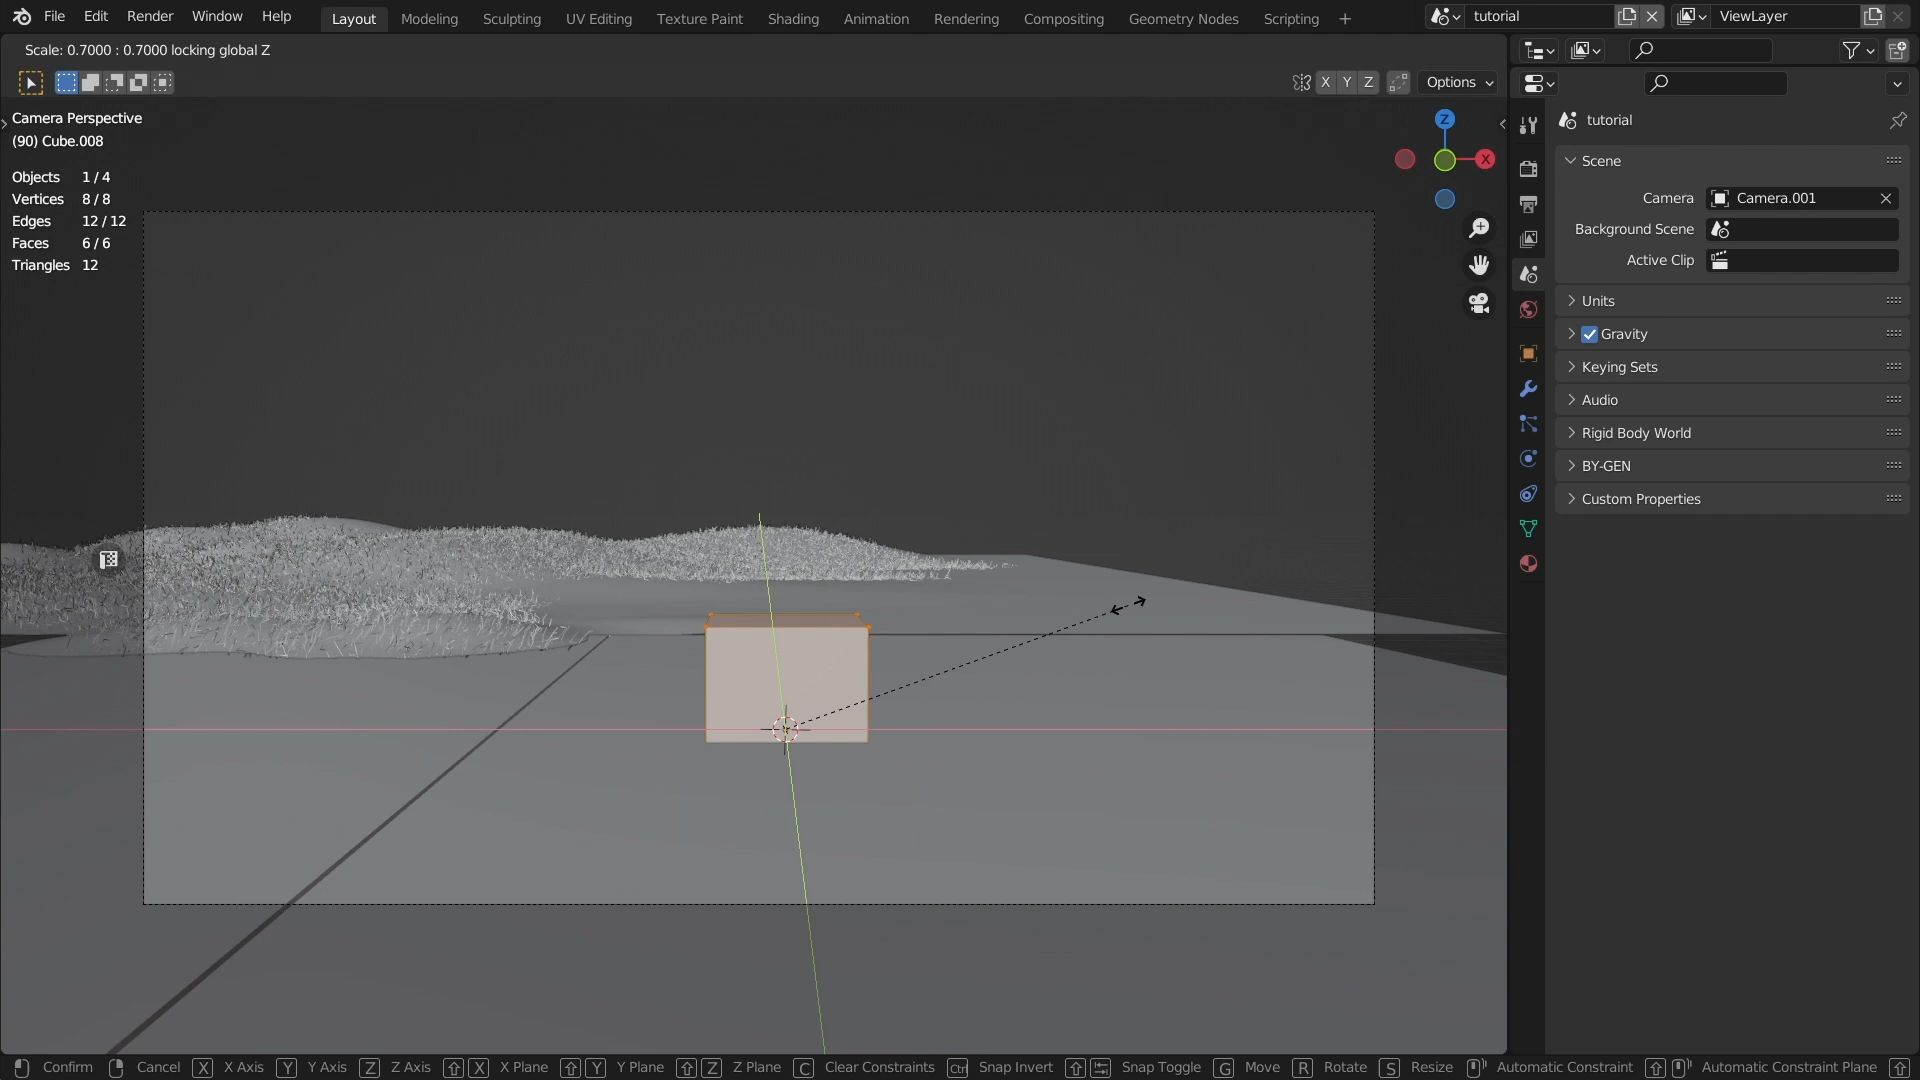 File Edit Render Window Help Layout Modeling Sculpting UV Editing Texture Paint Shading Animation Rendering Compositing Geometry Nodes Scripting + tutorial ViewLayer
Scale: 0.7000 : 0.7000 locking global Z
X Y Z Options
Camera Perspective
(90) Cube.008
Objects 1 / 4
Vertices 8 / 8
Edges 12 / 12
Faces 6 / 6
Triangles 12
Z
X
tutorial
Scene
Camera Camera.001
Background Scene
Active Clip
Units
Gravity
Keying Sets
Audio
Rigid Body World
BY-GEN
Custom Properties
Confirm Cancel X X Axis Y Y Axis Z Z Axis X X Plane Y Y Plane Z Z Plane C Clear Constraints Ctrl Snap Invert Snap Toggle G Move R Rotate S Resize Automatic Constraint Automatic Constraint Plane